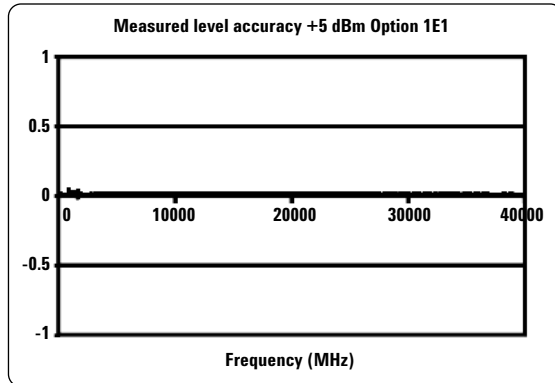 Measured level accuracy +5 dBm Option 1E1
1
0.5
0
0 10000 20000 30000 40000
-0.5
-1
Frequency (MHz)